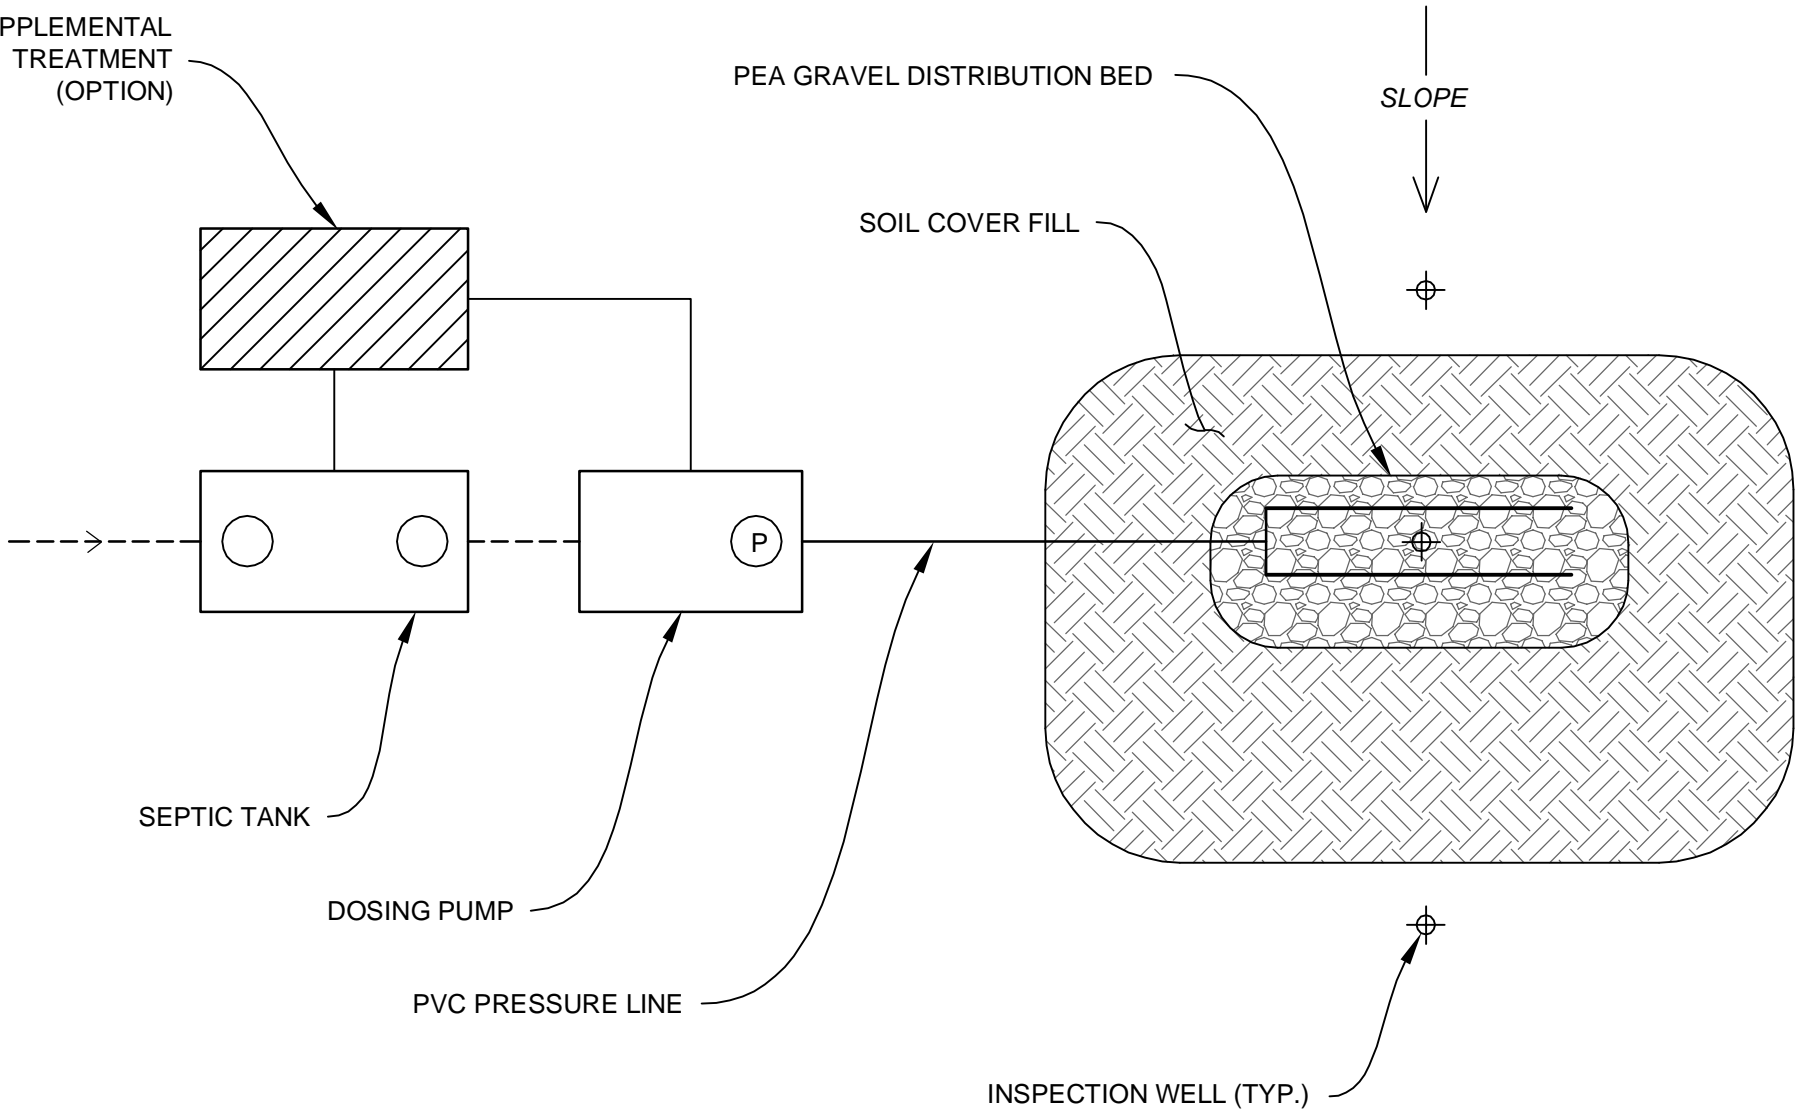 PPLEMENTAL
TREATMENT
(OPTION)
PEA GRAVEL DISTRIBUTION BED
SLOPE
SOIL COVER FILL
P
SEPTIC TANK
DOSING PUMP
PVC PRESSURE LINE
INSPECTION WELL (TYP.)